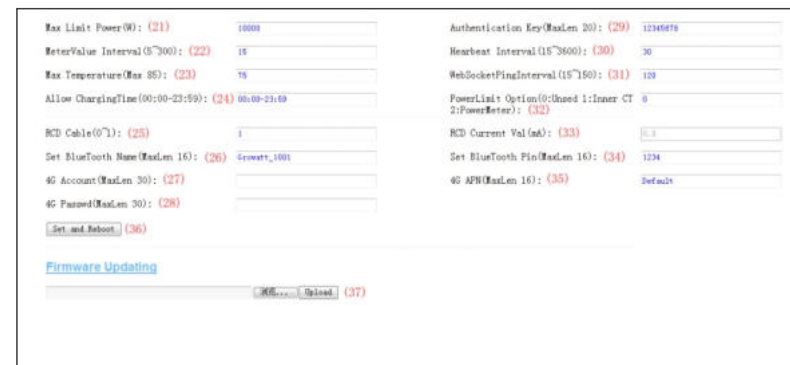 Max Limit Power(W): (21) 10000 Authentication Key(MaxLen 20): (29) 12345678
MeterValue Interval(5~300): (22) 15 Hearbeat Interval(15~3600): (30) 30
Max Temperature(Max 85): (23) 75 WebSocketPingInterval(15~150): (31) 120
Allow ChargingTime(00:00-23:59): (24) 00:00-23:59 PowerLimit Option(0:Unsed 1:Inner CT 0
2:PowerMeter): (32)
RCD Cable(0~1): (25) 1 RCD Current Val(mA): (33)
Set BlueTooth Name(MaxLen 16): (26) Growatt_1001 Set BlueTooth Pin(MaxLen 16): (34) 1234
4G Account(MaxLen 30): (27) 4G APN(MaxLen 16): (35) Default
4G Passwd(MaxLen 30): (28)
Set and Reboot (36)
Firmware Updating
浏览... Upload (37)